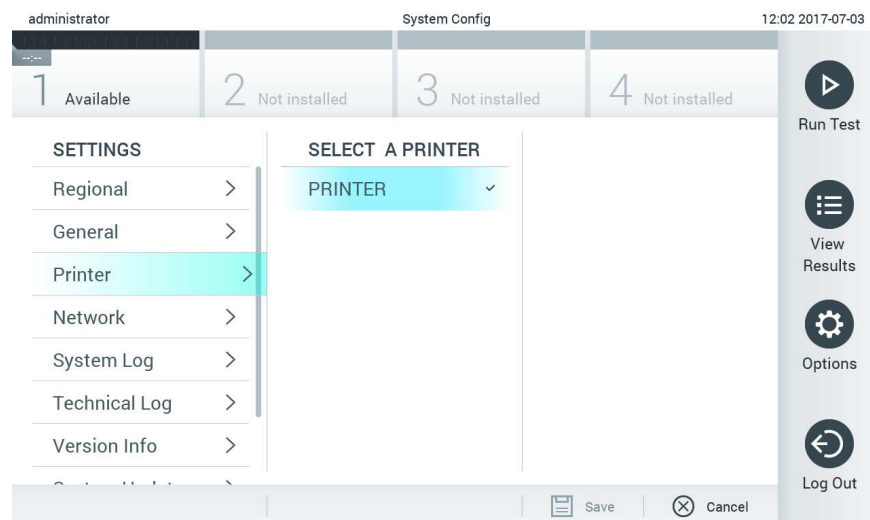 administrator
System Config
12:02 2017-07-03
--:--
1 Available
2 Not installed
3 Not installed
4 Not installed
Run Test
View
Results
Options
Log Out
SETTINGS
Regional
General
Printer
Network
System Log
Technical Log
Version Info
SELECT A PRINTER
PRINTER
Save
Cancel